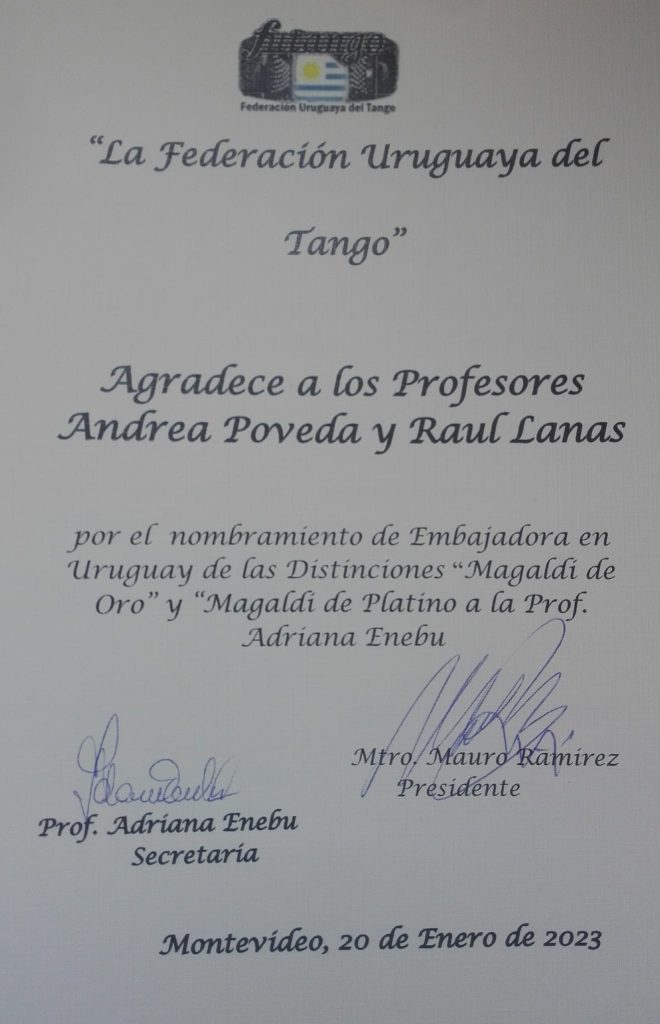 futango
Federación Uruguaya del Tango
“La Federación Uruguaya del
Tango”
Agradece a los Profesores
Andrea Poveda y Raul Lanas
por el nombramiento de Embajadora en
Uruguay de las Distinciones “Magaldi de
Oro” y “Magaldi de Platino a la Prof.
Adriana Enebu
Mtro. Mauro Ramirez
Presidente
Prof. Adriana Enebu
Secretaria
Montevideo, 20 de Enero de 2023